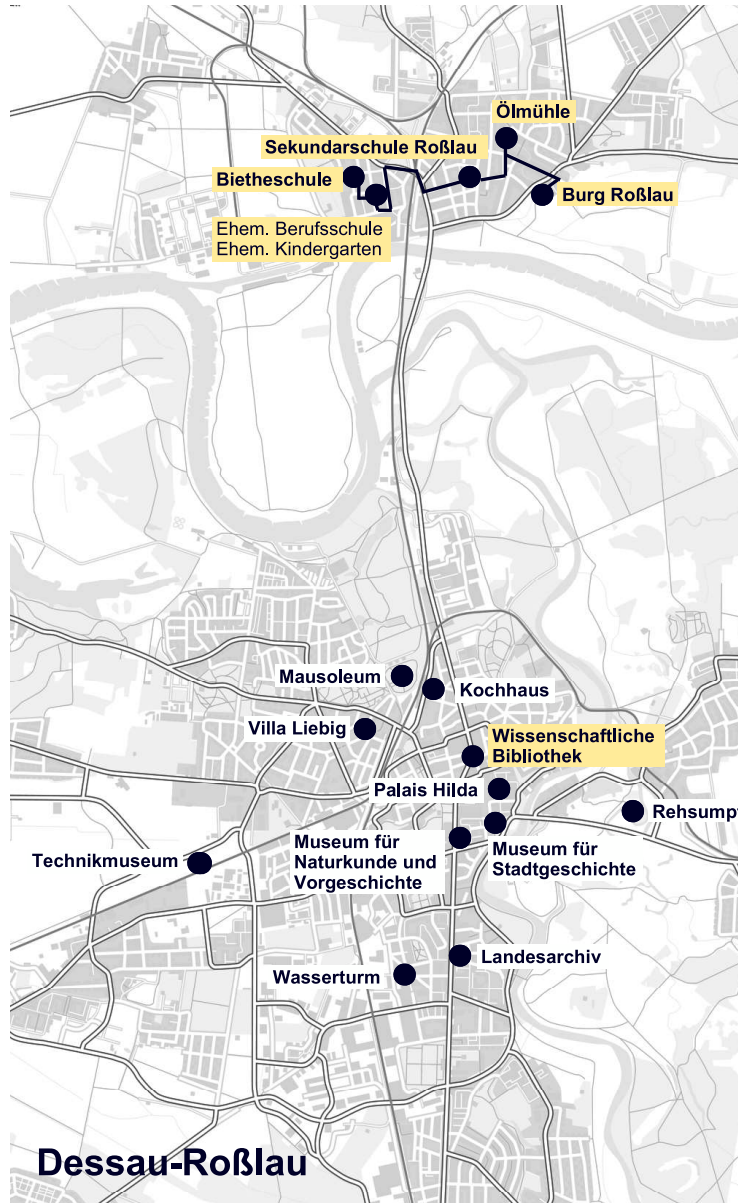 Ölmühle
Sekundarschule Roßlau
Bietheschule
Burg Roßlau
Ehem. Berufsschule
Ehem. Kindergarten
Mausoleum
Kochhaus
Villa Liebig
Wissenschaftliche
Bibliothek
Palais Hilda
Rehsumpf
Museum für
Naturkunde und
Vorgeschichte
Museum für
Stadtgeschichte
Technikmuseum
Landesarchiv
Wasserturm
Dessau-Roßlau